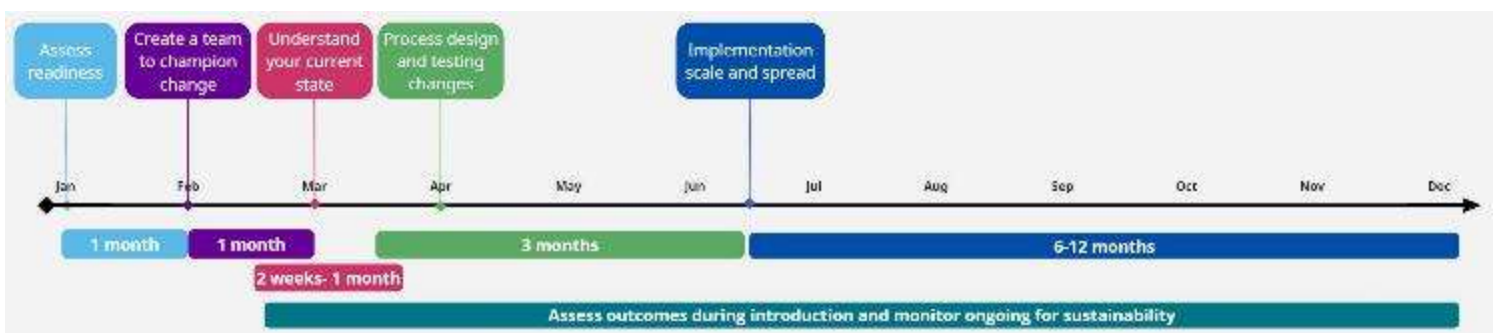 Assess
readiness
Create a team
to champion
change
Understand
your current
state
Process design
and testing
changes
Implementation
scale and spread
Jan Feb Mar Apr May Jun Jul Aug Sep Oct Nov Dec
1 month 1 month 3 months 6-12 months
2 weeks- 1 month
Assess outcomes during introduction and monitor ongoing for sustainability